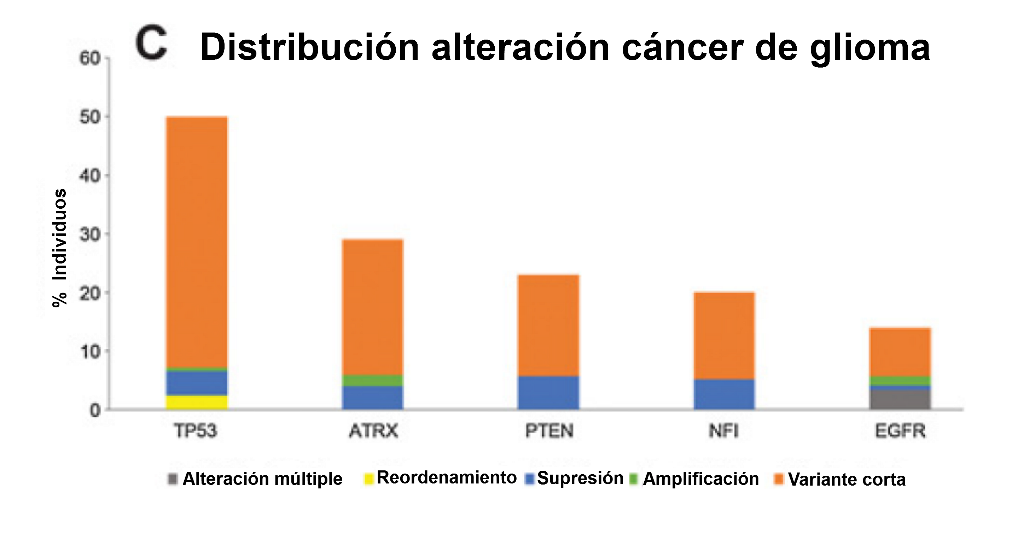 C Distribución alteración cáncer de glioma
60
50
40
30
20
10
0
% Individuos
TP53 ATRX PTEN NFI EGFR
Alteración múltiple Reordenamiento Supresión Amplificación Variante corta